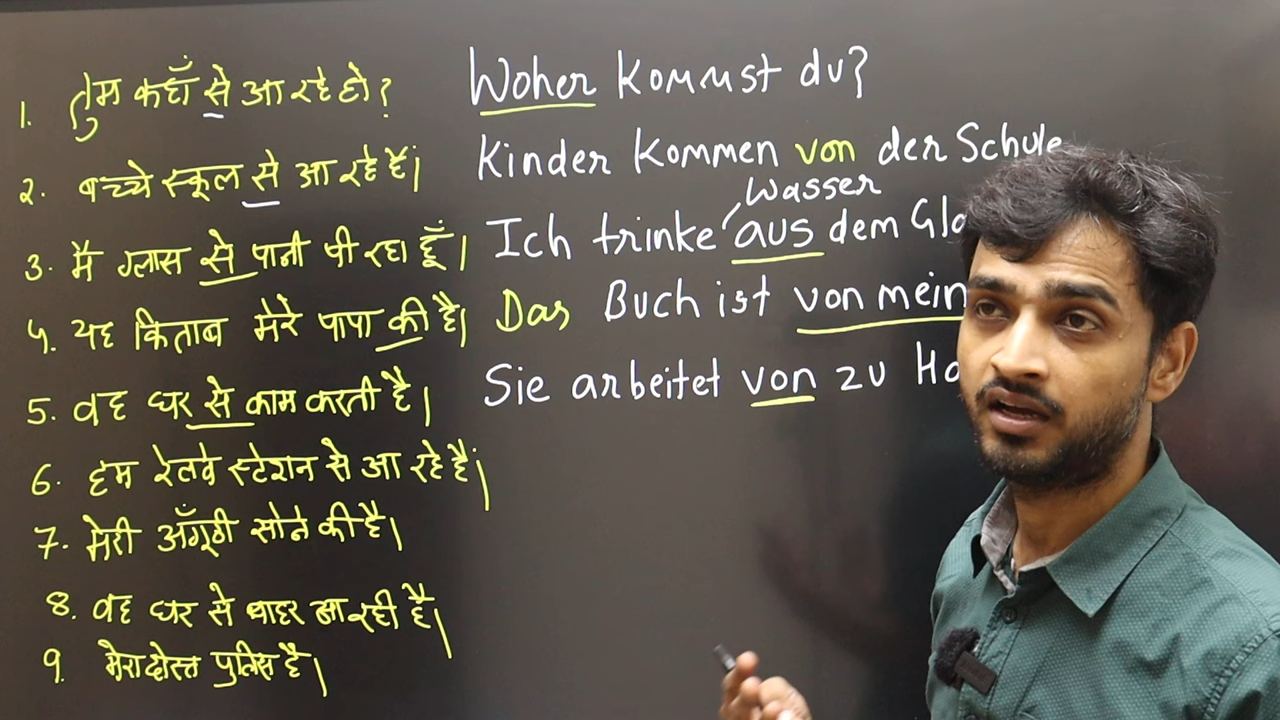 1. तुम कहाँ से आ रहे हो? Woher kommst du?
2. बच्चे स्कूल से आ रहे हैं। Kinder kommen von der Schule
Wasser
3. मैं ग्लास से पानी पी रहा हूँ। Ich trinke aus dem Gla
4. यह किताब मेरे पापा की है। Das Buch ist von mein
5. वह घर से काम करती है। Sie arbeitet von zu Ha
6. हम रेलवे स्टेशन से आ रहे हैं।
7. मेरी अँगूठी सोने की है।
8. वह घर से बाहर आ रही है।
9. मेरा दोस्त पुलिस है।